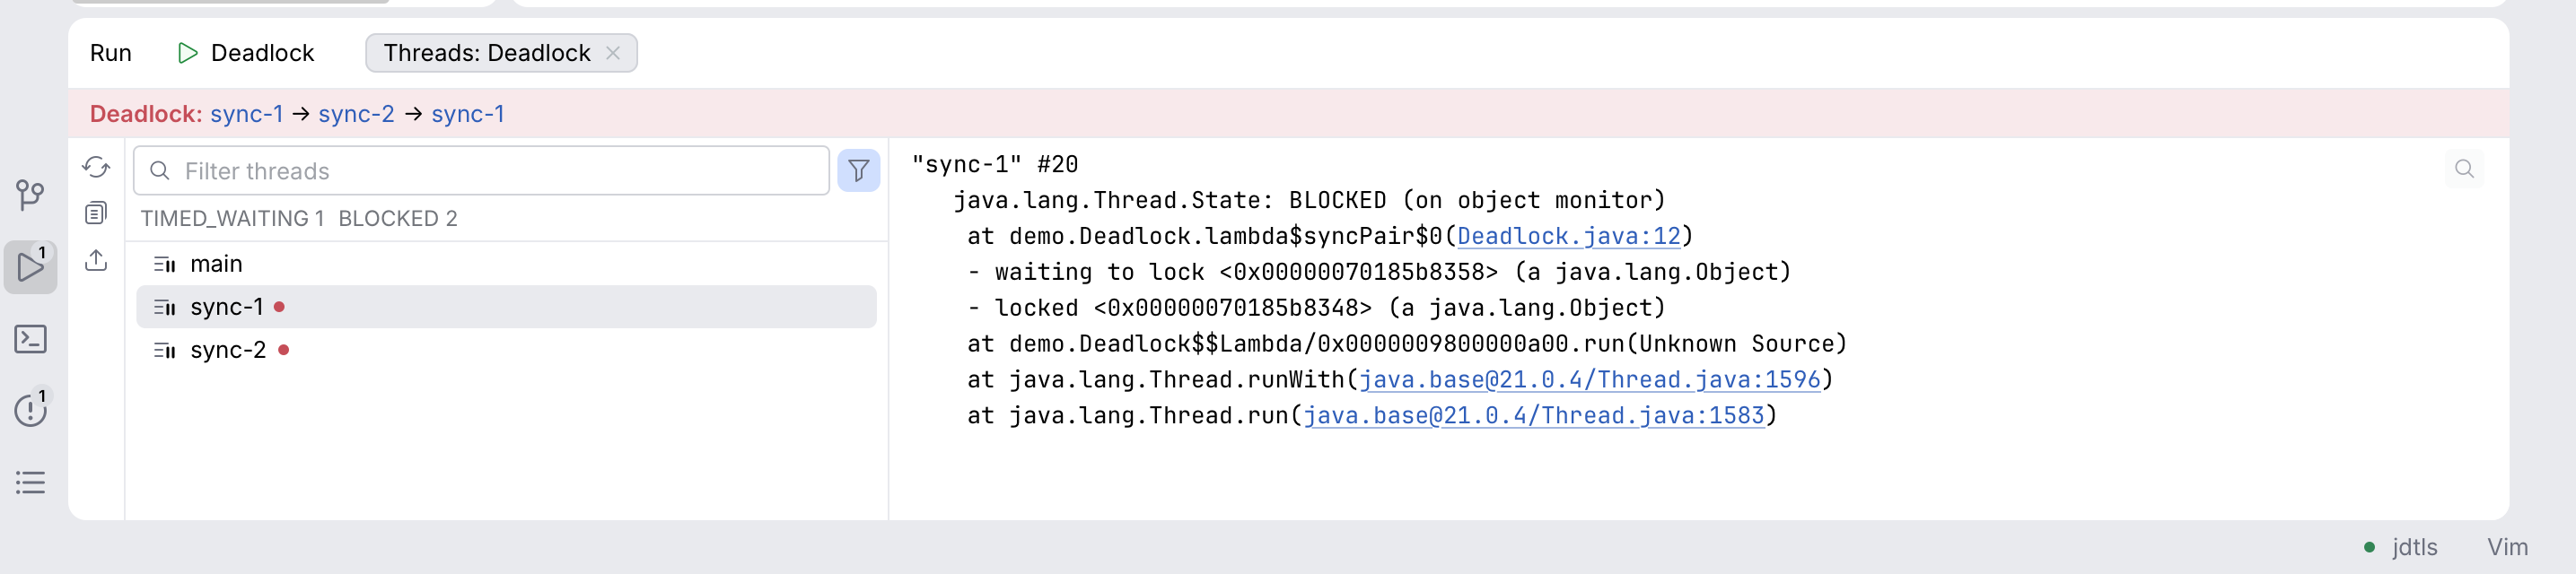 Run Deadlock Threads: Deadlock
Deadlock: sync-1 → sync-2 → sync-1
Filter threads
TIMED_WAITING 1 BLOCKED 2
main
sync-1
sync-2
"sync-1" #20
java.lang.Thread.State: BLOCKED (on object monitor)
at demo.Deadlock.lambda$syncPair$0(Deadlock.java:12)
- waiting to lock <0x00000070185b8358> (a java.lang.Object)
- locked <0x00000070185b8348> (a java.lang.Object)
at demo.Deadlock$$Lambda/0x0000009800000a00.run(Unknown Source)
at java.lang.Thread.runWith(java.base@21.0.4/Thread.java:1596)
at java.lang.Thread.run(java.base@21.0.4/Thread.java:1583)
1
1
jdtls Vim